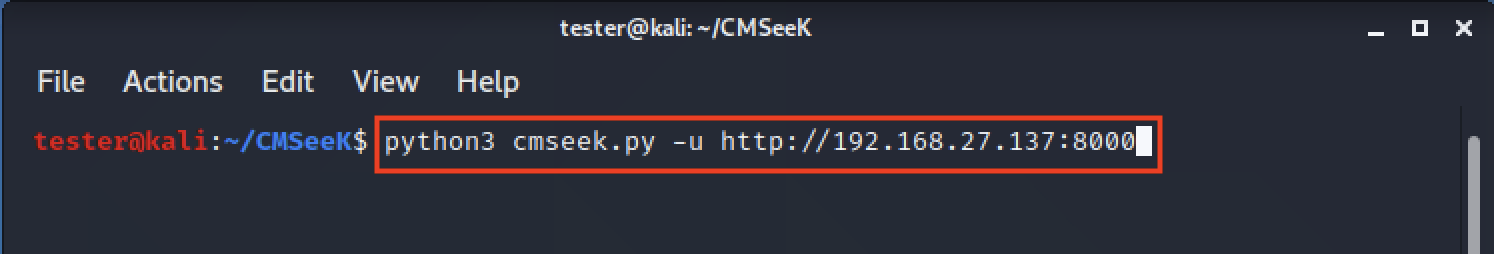 tester@kali: ~/CMSeeK
File Actions Edit View Help
tester@kali:~/CMSeeK$ python3 cmseek.py -u http://192.168.27.137:8000